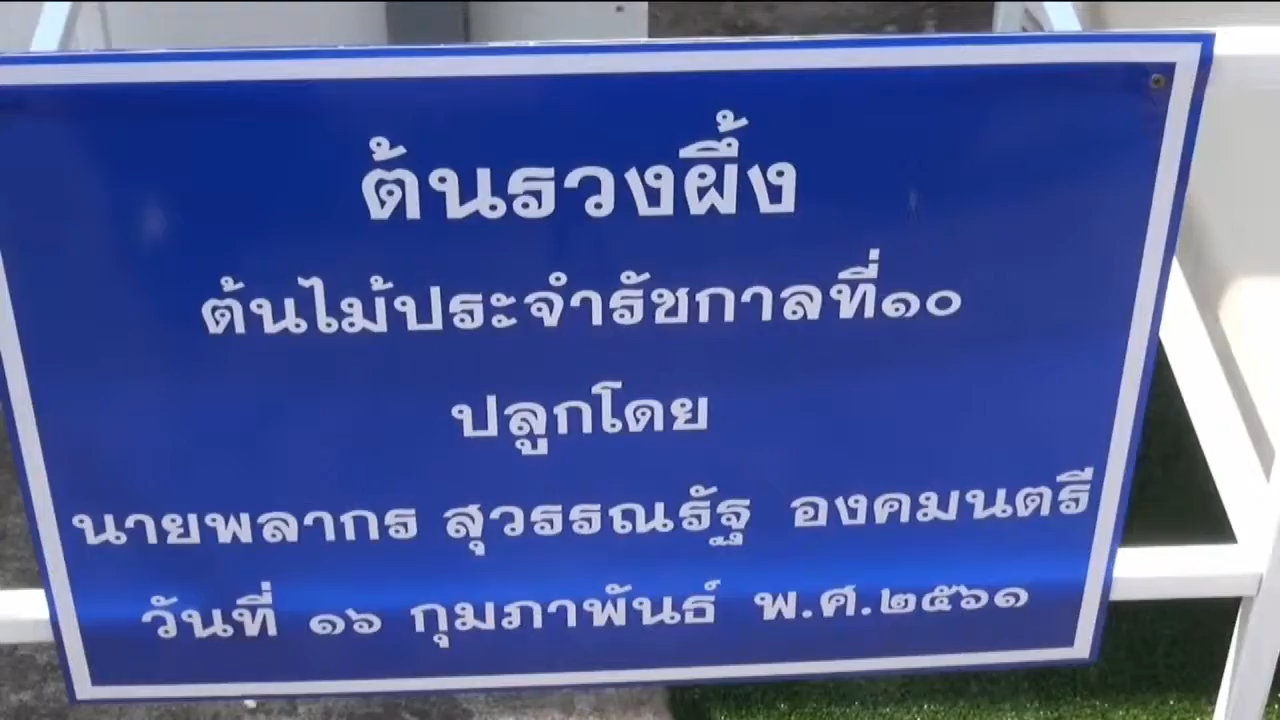 ต้นรวงผึ้ง
ต้นไม้ประจำรัชกาลที่๑๐
ปลูกโดย
นายพลากร สุวรรณรัฐ องคมนตรี
วันที่ ๑๖ กุมภาพันธ์ พ.ศ.๒๕๖๑